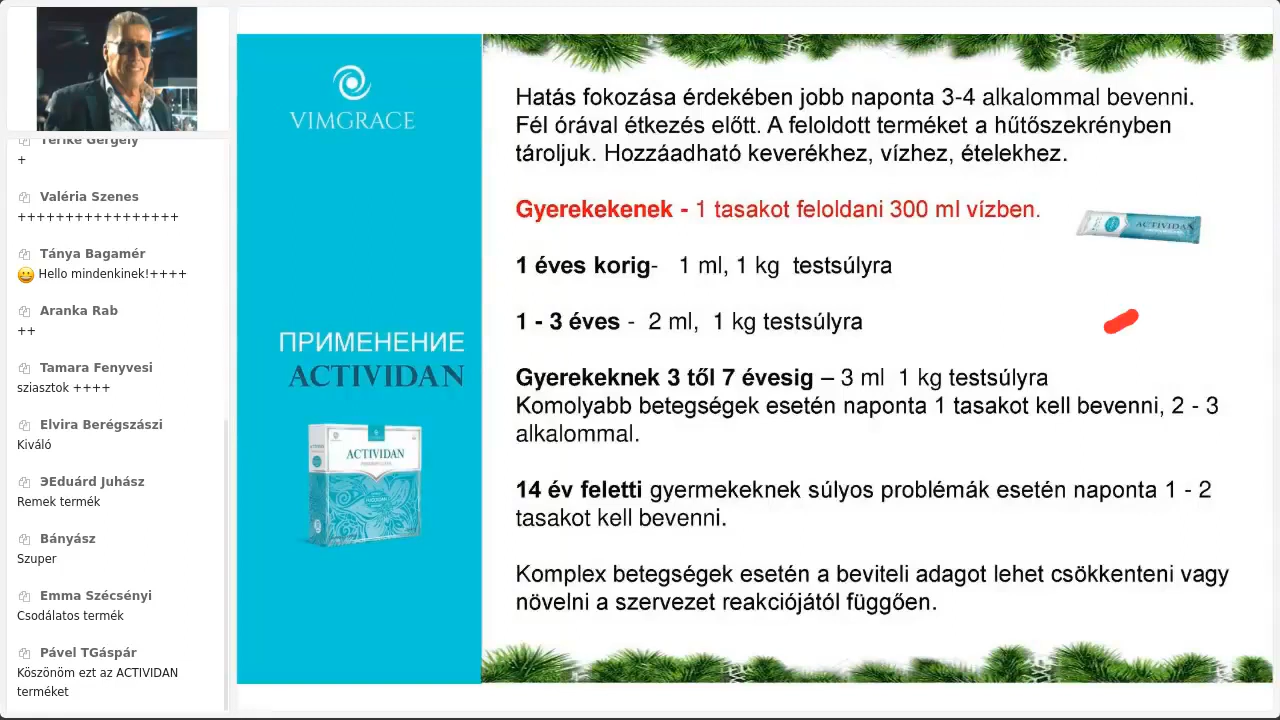 Terike Gergely
+
Valéria Szenes
+++++++++++++++++
Tánya Bagamér
Hello mindenkinek!++++
Aranka Rab
++
Tamara Fenyvesi
sziasztok ++++
Elvira Berégszászi
Kiváló
ЭEduárd Juhász
Remek termék
Bányász
Szuper
Emma Szécsényi
Csodálatos termék
Pável TGáspár
Köszönöm ezt az ACTIVIDAN
terméket
VIMGRACE
ПРИМЕНЕНИЕ
ACTIVIDAN
ACTIVIDAN
Hatás fokozása érdekében jobb naponta 3-4 alkalommal bevenni.
Fél órával étkezés előtt. A feloldott terméket a hűtőszekrényben
tároljuk. Hozzáadható keverékhez, vízhez, ételekhez.
Gyerekekenek - 1 tasakot feloldani 300 ml vízben.
ACTIVIDAN
1 éves korig- 1 ml, 1 kg testsúlyra
1 - 3 éves - 2 ml, 1 kg testsúlyra
Gyerekeknek 3 től 7 évesig – 3 ml 1 kg testsúlyra
Komolyabb betegségek esetén naponta 1 tasakot kell bevenni, 2 - 3
alkalommal.
14 év feletti gyermekeknek súlyos problémák esetén naponta 1 - 2
tasakot kell bevenni.
Komplex betegségek esetén a beviteli adagot lehet csökkenteni vagy
növelni a szervezet reakciójától függően.